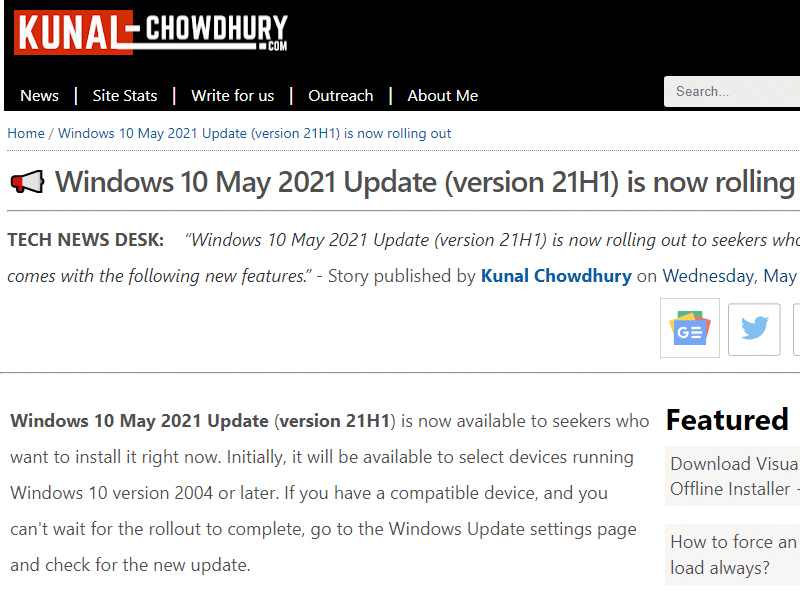 KUNAL-CHOWDHURY
.COM
News | Site Stats | Write for us | Outreach | About Me
Search...
Home / Windows 10 May 2021 Update (version 21H1) is now rolling out
Windows 10 May 2021 Update (version 21H1) is now rolling
TECH NEWS DESK: “Windows 10 May 2021 Update (version 21H1) is now rolling out to seekers who
comes with the following new features.” - Story published by Kunal Chowdhury on Wednesday, May
GE
Windows 10 May 2021 Update (version 21H1) is now available to seekers who
want to install it right now. Initially, it will be available to select devices running
Windows 10 version 2004 or later. If you have a compatible device, and you
can't wait for the rollout to complete, go to the Windows Update settings page
and check for the new update.
Featured
Download Visua
Offline Installer -
How to force an
load always?